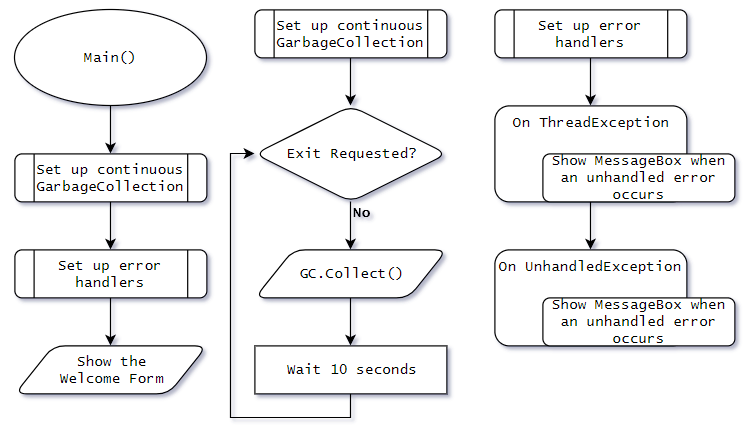 Main()
Set up continuous
GarbageCollection
Set up error
handlers
Show the
Welcome Form
Set up continuous
GarbageCollection
Exit Requested?
No
GC.Collect()
Wait 10 seconds
Set up error
handlers
On ThreadException
Show MessageBox when
an unhandled error
occurs
On UnhandledException
Show MessageBox when
an unhandled error
occurs